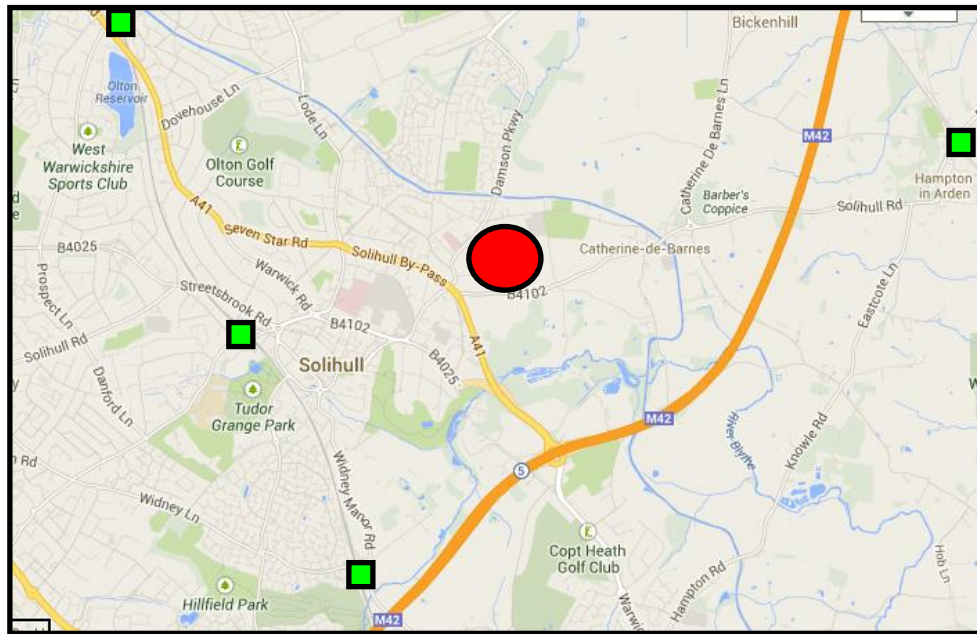 Bickenhill
Olton
Reservoir
Dovehouse Ln
Lode Ln
Damson Pkwy
Catherine De Barnes Ln
M42
West
Warwickshire
Sports Club
Olton Golf
Course
Hampton
in Arden
Barber's
Coppice
Solihull Rd
A41
Seven Star Rd
Solihull By-Pass
B4025
Catherine-de-Barnes
Prospect Ln
Warwick Rd
Streetsbrook Rd
B4102
Eastcote Ln
B4102
A41
Solihull Rd
Solihull
B4025
Danford Ln
Tudor
Grange Park
M42
River Blythe
Knowle Rd
Widney Manor Rd
5
Widney Ln
Copt Heath
Golf Club
Hob Ln
Hampton Rd
Hillfield Park
M42